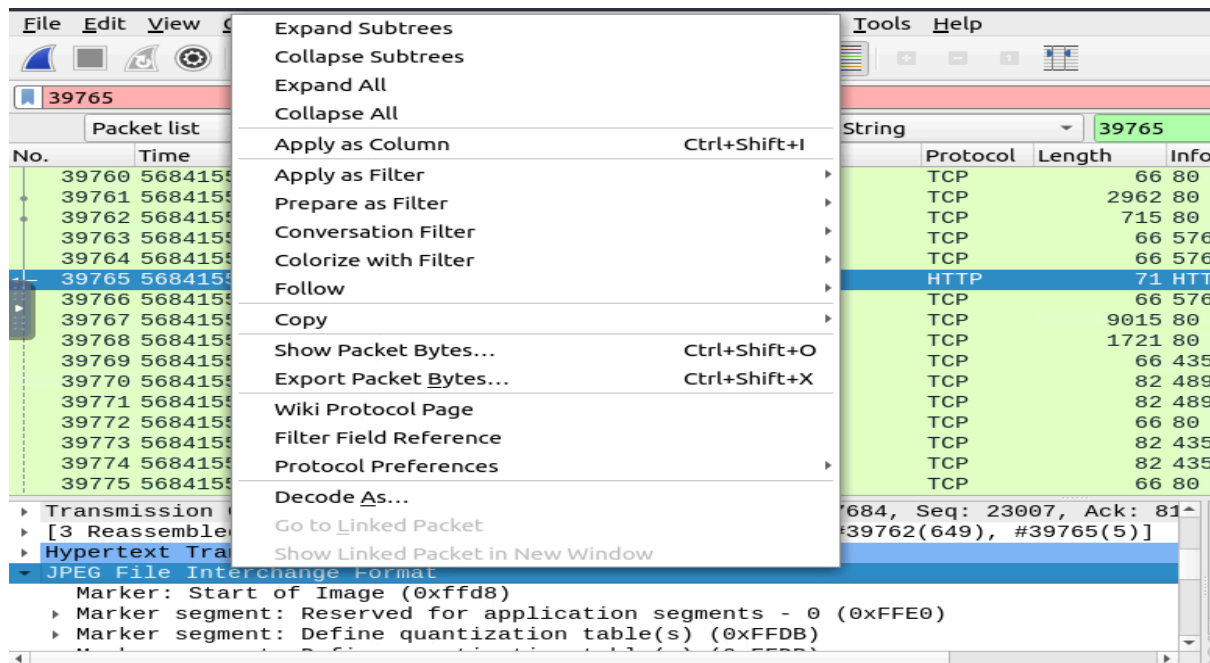 File Edit View
Tools Help
Expand Subtrees
Collapse Subtrees
Expand All
Collapse All
Apply as Column Ctrl+Shift+I
Apply as Filter
Prepare as Filter
Conversation Filter
Colorize with Filter
Follow
Copy
Show Packet Bytes... Ctrl+Shift+O
Export Packet Bytes... Ctrl+Shift+X
Wiki Protocol Page
Filter Field Reference
Protocol Preferences
Decode As...
Go to Linked Packet
Show Linked Packet in New Window
39765
Packet list String 39765
No. Time Protocol Length Info
39760 5684155 TCP 66 80
39761 5684155 TCP 2962 80
39762 5684155 TCP 715 80
39763 5684155 TCP 66 576
39764 5684155 TCP 66 576
39765 5684155 HTTP 71 HTT
39766 5684155 TCP 66 576
39767 5684155 TCP 9015 80
39768 5684155 TCP 1721 80
39769 5684155 TCP 66 435
39770 5684155 TCP 82 489
39771 5684155 TCP 82 489
39772 5684155 TCP 66 80
39773 5684155 TCP 82 435
39774 5684155 TCP 82 435
39775 5684155 TCP 66 80
Transmission 7684, Seq: 23007, Ack: 81
[3 Reassemble #39762(649), #39765(5)]
Hypertext Tra
JPEG File Interchange Format
Marker: Start of Image (0xffd8)
Marker segment: Reserved for application segments - 0 (0xFFE0)
Marker segment: Define quantization table(s) (0xFFDB)